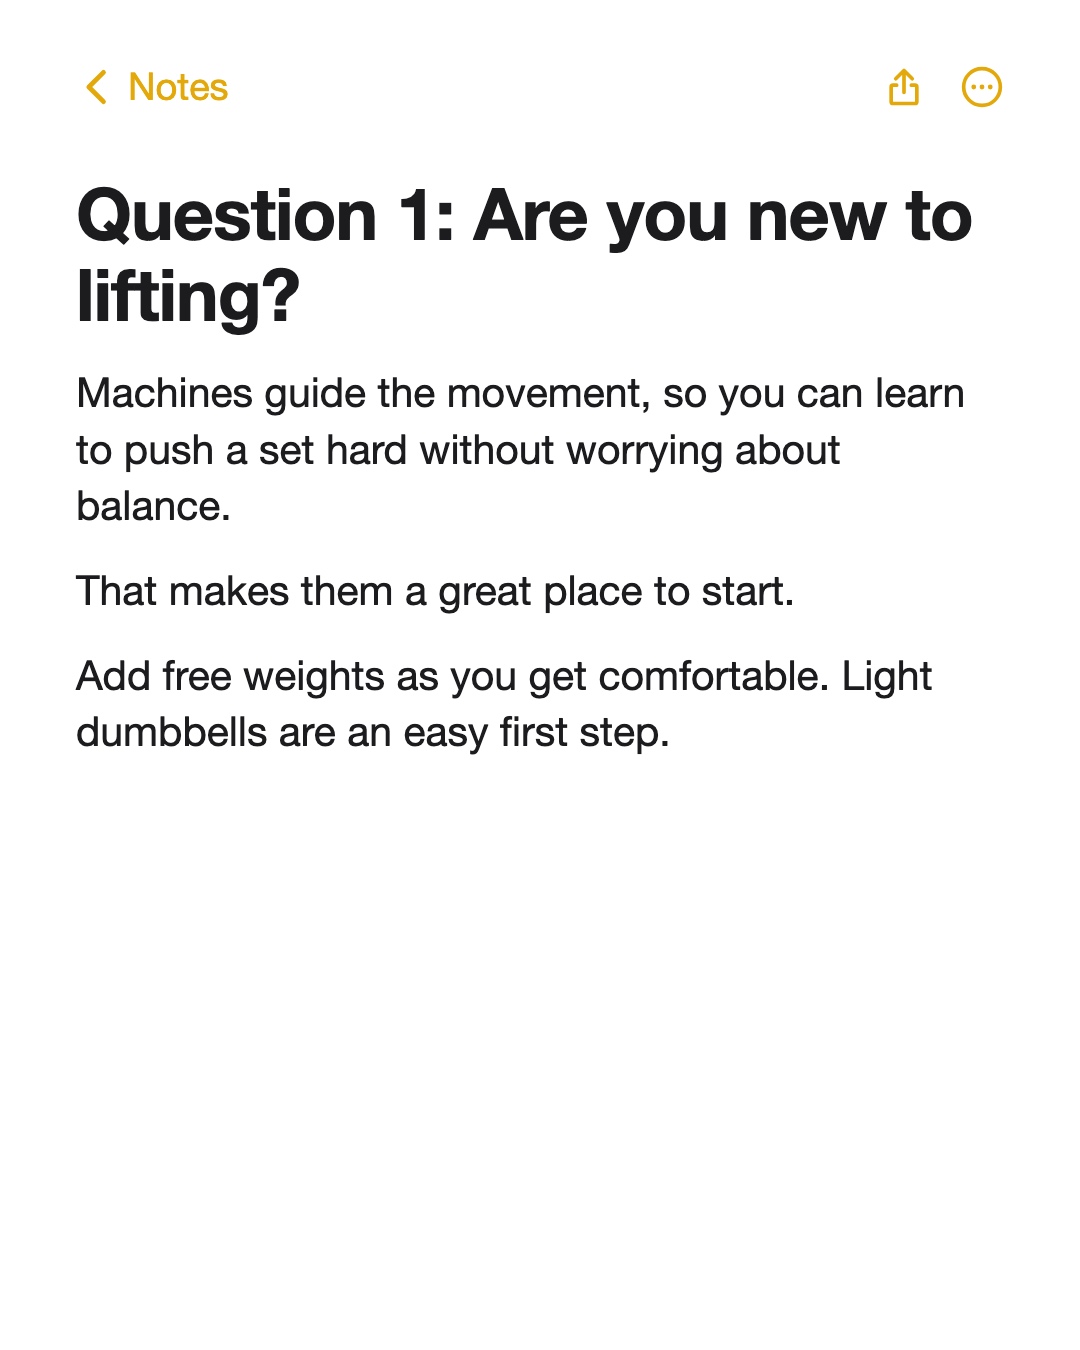 Notes
Question 1: Are you new to
lifting?
Machines guide the movement, so you can learn
to push a set hard without worrying about
balance.
That makes them a great place to start.
Add free weights as you get comfortable. Light
dumbbells are an easy first step.